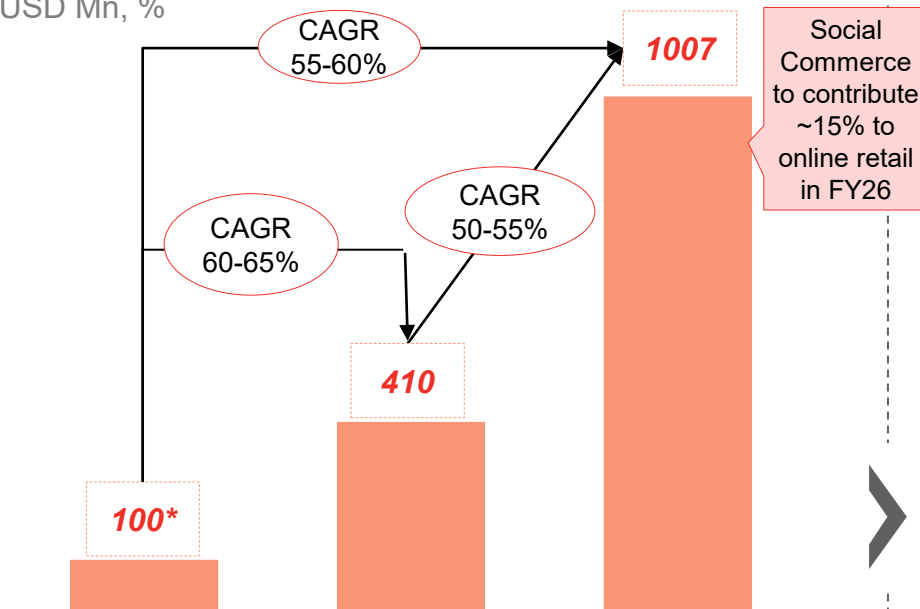 USD Mn, %
CAGR
55-60%
1007
Social
Commerce
to contribute
~15% to
online retail
in FY26
CAGR
60-65%
CAGR
50-55%
410
100*